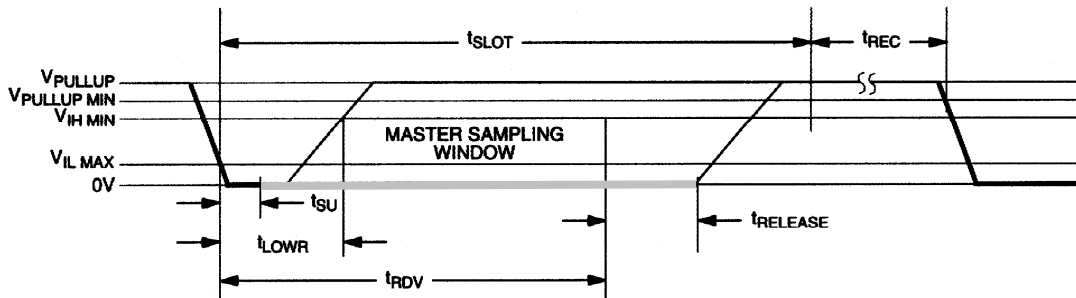 tSLOT
tREC
VPULLUP
VPULLUP MIN
VIH MIN
MASTER SAMPLING
WINDOW
VIL MAX
0V
tSU
tRELEASE
tLOWR
tRDV